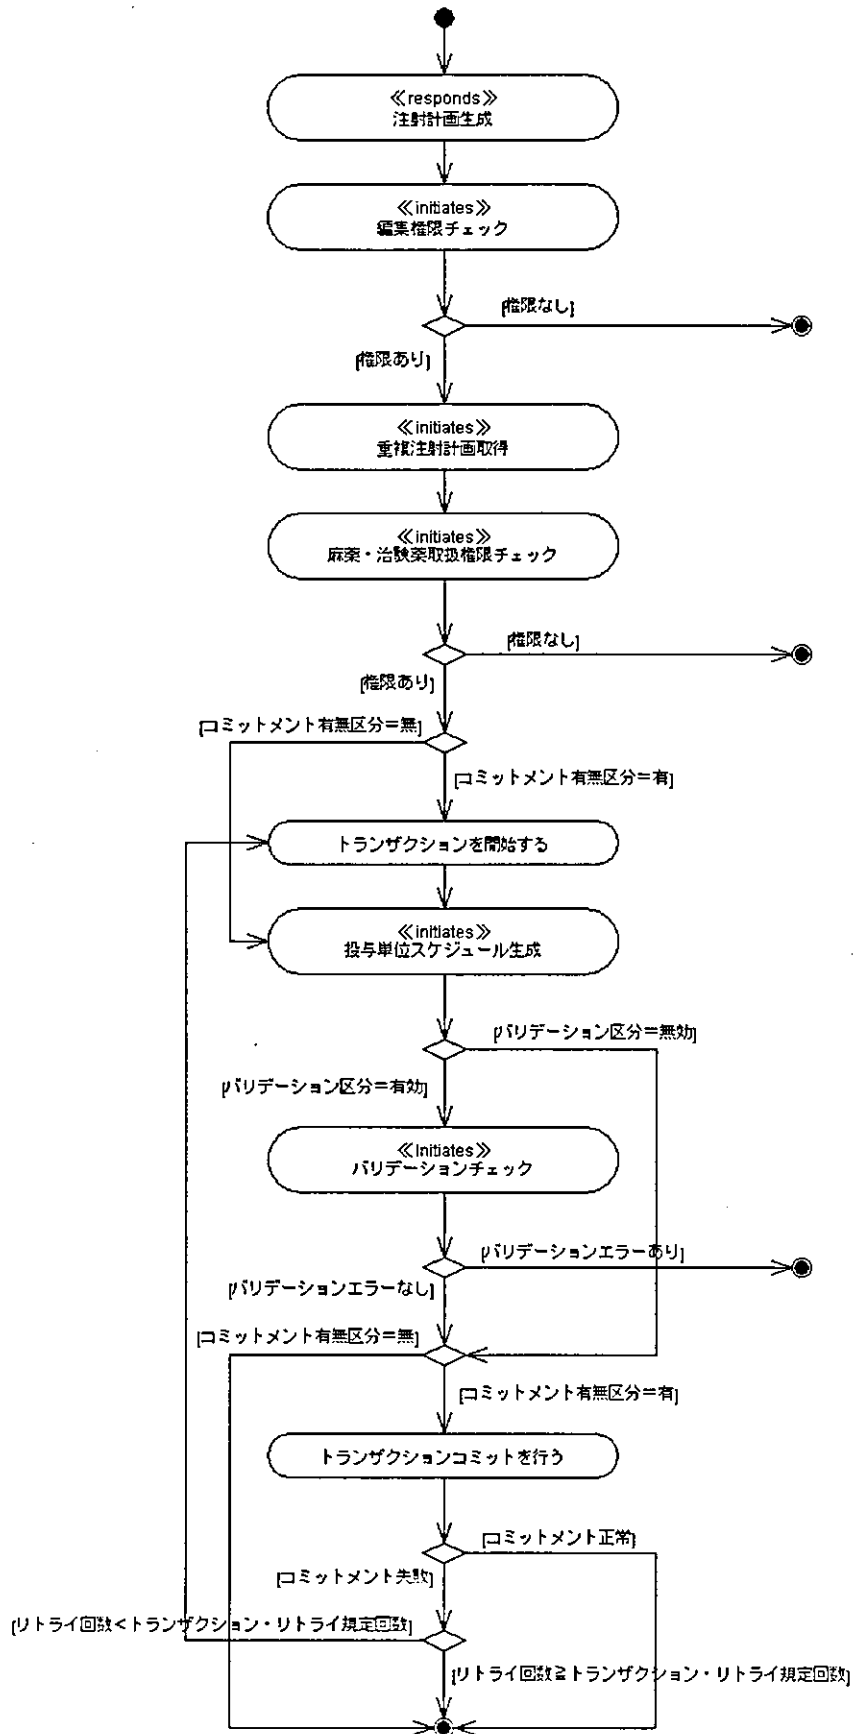 ≪responds≫
注射計画生成
≪initiates≫
編集権限チェック
[権限なし]
[権限あり]
≪initiates≫
重複注射計画取得
≪initiates≫
麻薬・治験薬取扱権限チェック
[権限なし]
[権限あり]
[コミットメント有無区分＝無]
[コミットメント有無区分＝有]
トランザクションを開始する
≪initiates≫
投与単位スケジュール生成
[バリデーション区分＝無効]
[バリデーション区分＝有効]
≪Initiates≫
バリデーションチェック
[バリデーションエラーあり]
[バリデーションエラーなし]
[コミットメント有無区分＝無]
[コミットメント有無区分＝有]
トランザクションコミットを行う
[コミットメント正常]
[コミットメント失敗]
[リトライ回数＜トランザクション・リトライ規定回数]
[リトライ回数≧トランザクション・リトライ規定回数]